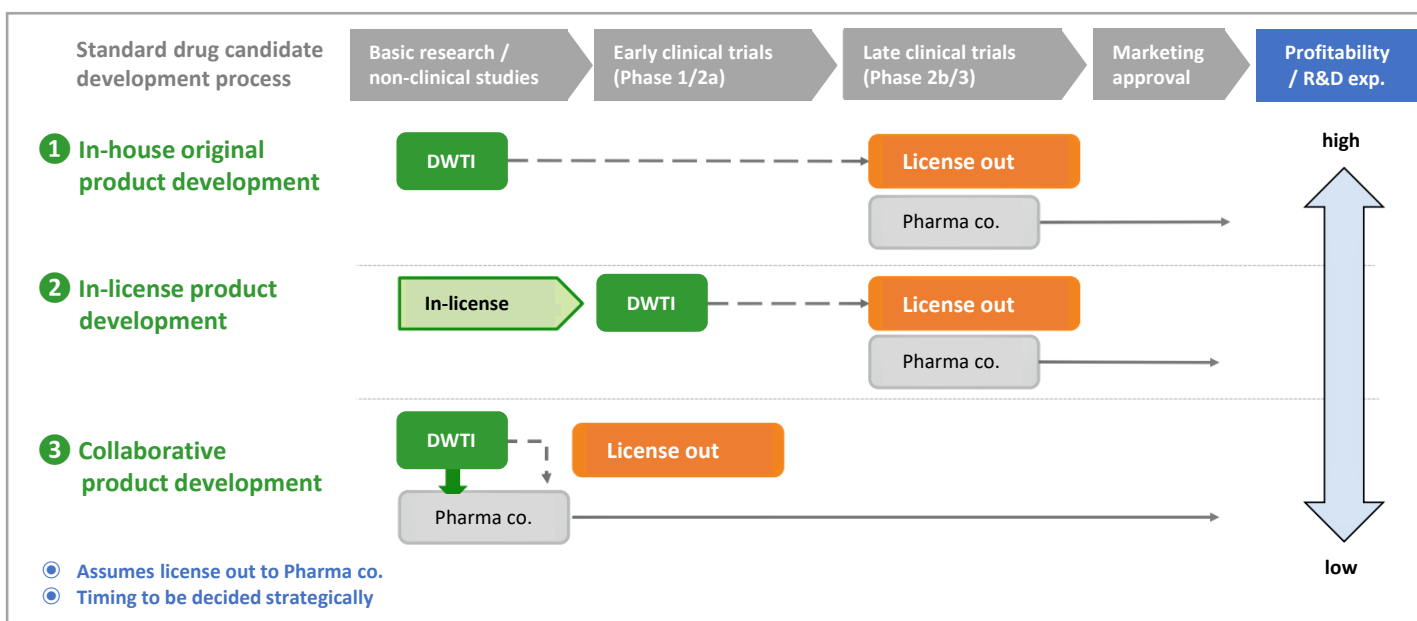 Standard drug candidate
development process
Basic research /
non-clinical studies
Early clinical trials
(Phase 1/2a)
Late clinical trials
(Phase 2b/3)
Marketing
approval
Profitability
/ R&D exp.
❶ In-house original
product development
DWTI
License out
Pharma co.
high
❷ In-license product
development
In-license
DWTI
License out
Pharma co.
❸ Collaborative
product development
DWTI
License out
Pharma co.
low
◉ Assumes license out to Pharma co.
◉ Timing to be decided strategically